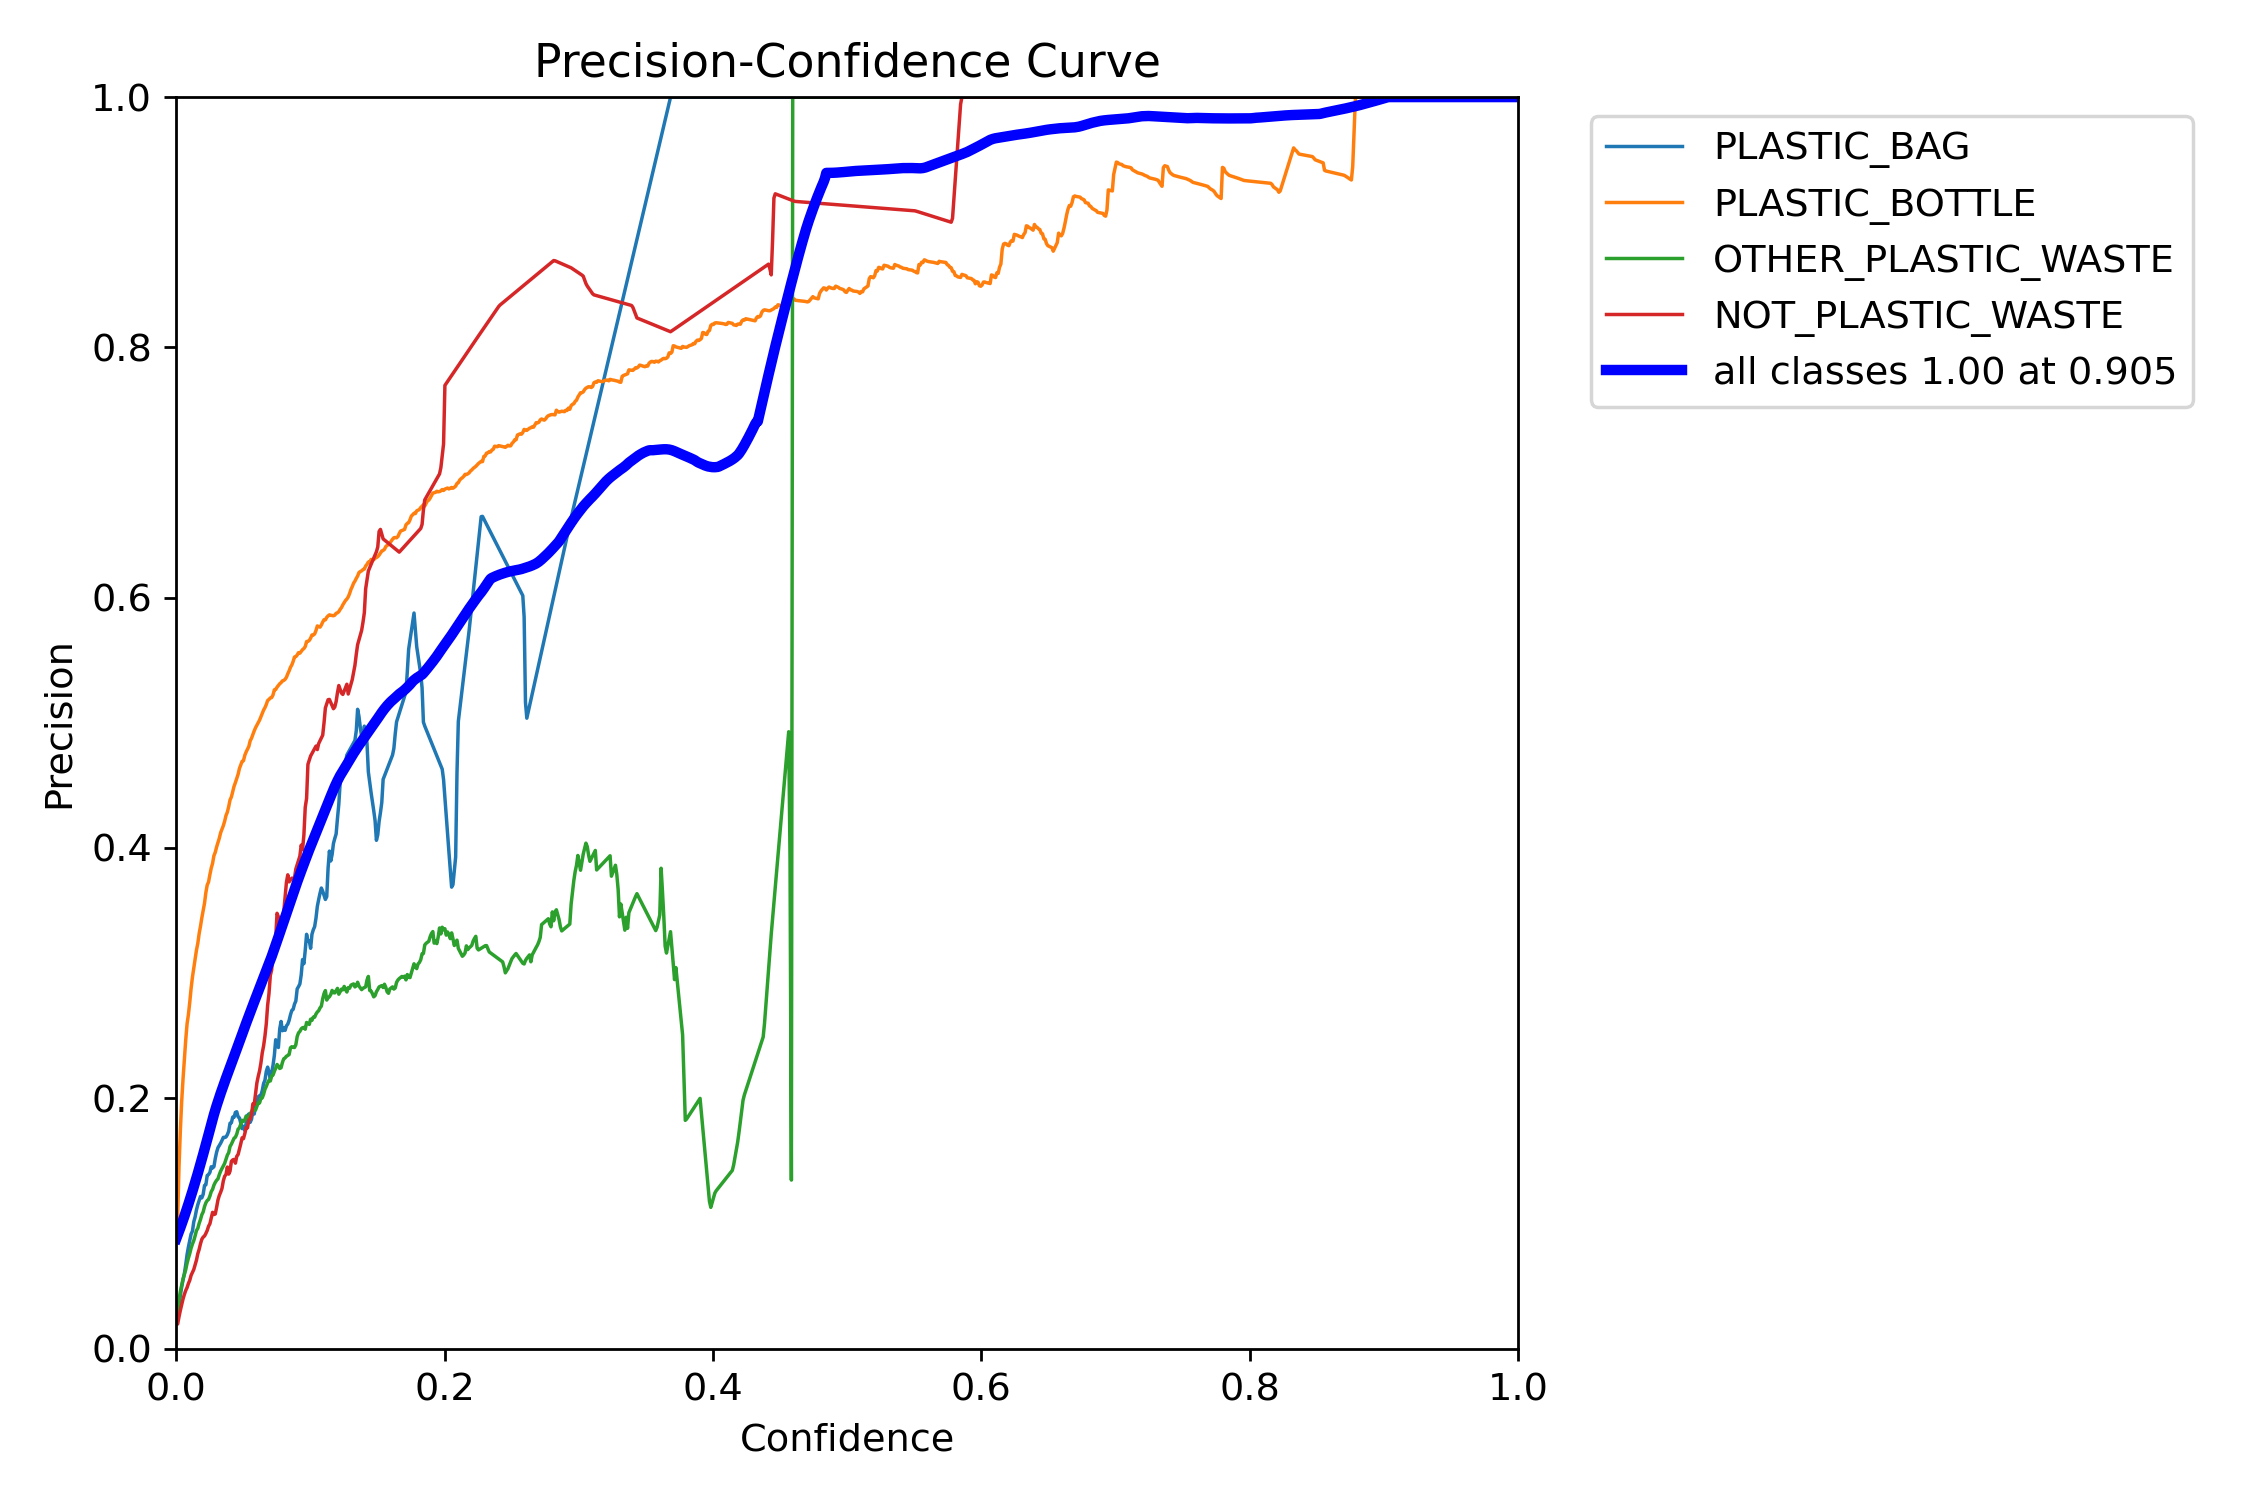 Precision-Confidence Curve
1.0
0.8
0.6
0.4
0.2
0.0
Precision
0.0 0.2 0.4 0.6 0.8 1.0
Confidence
PLASTIC_BAG
PLASTIC_BOTTLE
OTHER_PLASTIC_WASTE
NOT_PLASTIC_WASTE
all classes 1.00 at 0.905